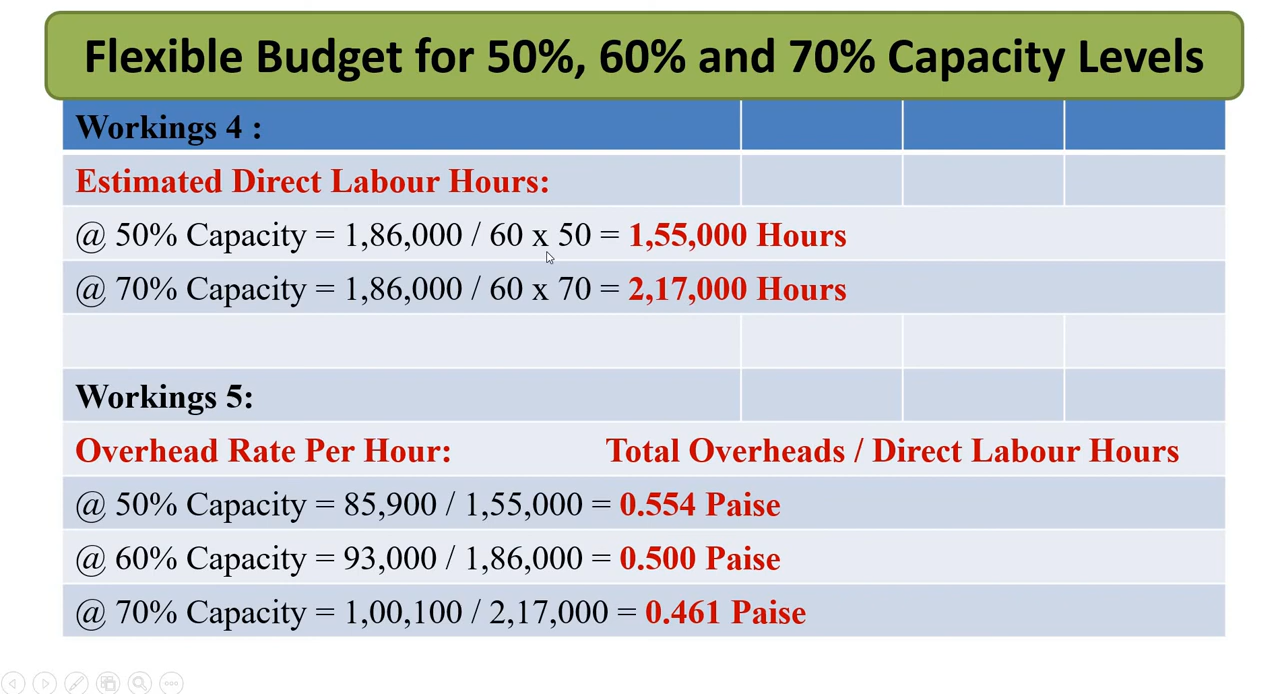 Flexible Budget for 50%, 60% and 70% Capacity Levels
Workings 4 :
Estimated Direct Labour Hours:
@ 50% Capacity = 1,86,000 / 60 x 50 = 1,55,000 Hours
@ 70% Capacity = 1,86,000 / 60 x 70 = 2,17,000 Hours
Workings 5:
Overhead Rate Per Hour: Total Overheads / Direct Labour Hours
@ 50% Capacity = 85,900 / 1,55,000 = 0.554 Paise
@ 60% Capacity = 93,000 / 1,86,000 = 0.500 Paise
@ 70% Capacity = 1,00,100 / 2,17,000 = 0.461 Paise